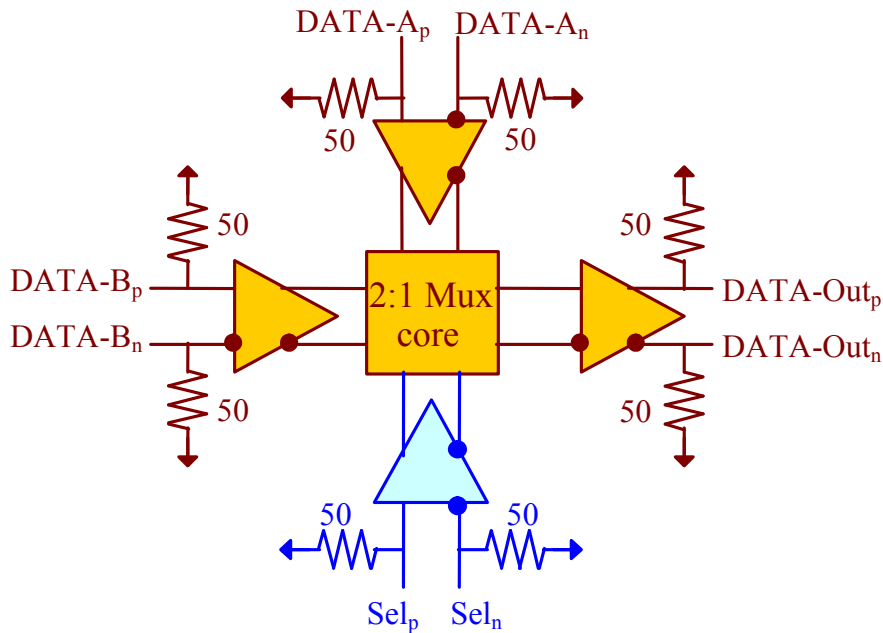 DATA-Aₚ DATA-Aₙ
50 50
50 50
DATA-Bₚ 2:1 Mux DATA-Outₚ
DATA-Bₙ core DATA-Outₙ
50 50
50 50
Selₚ Selₙ